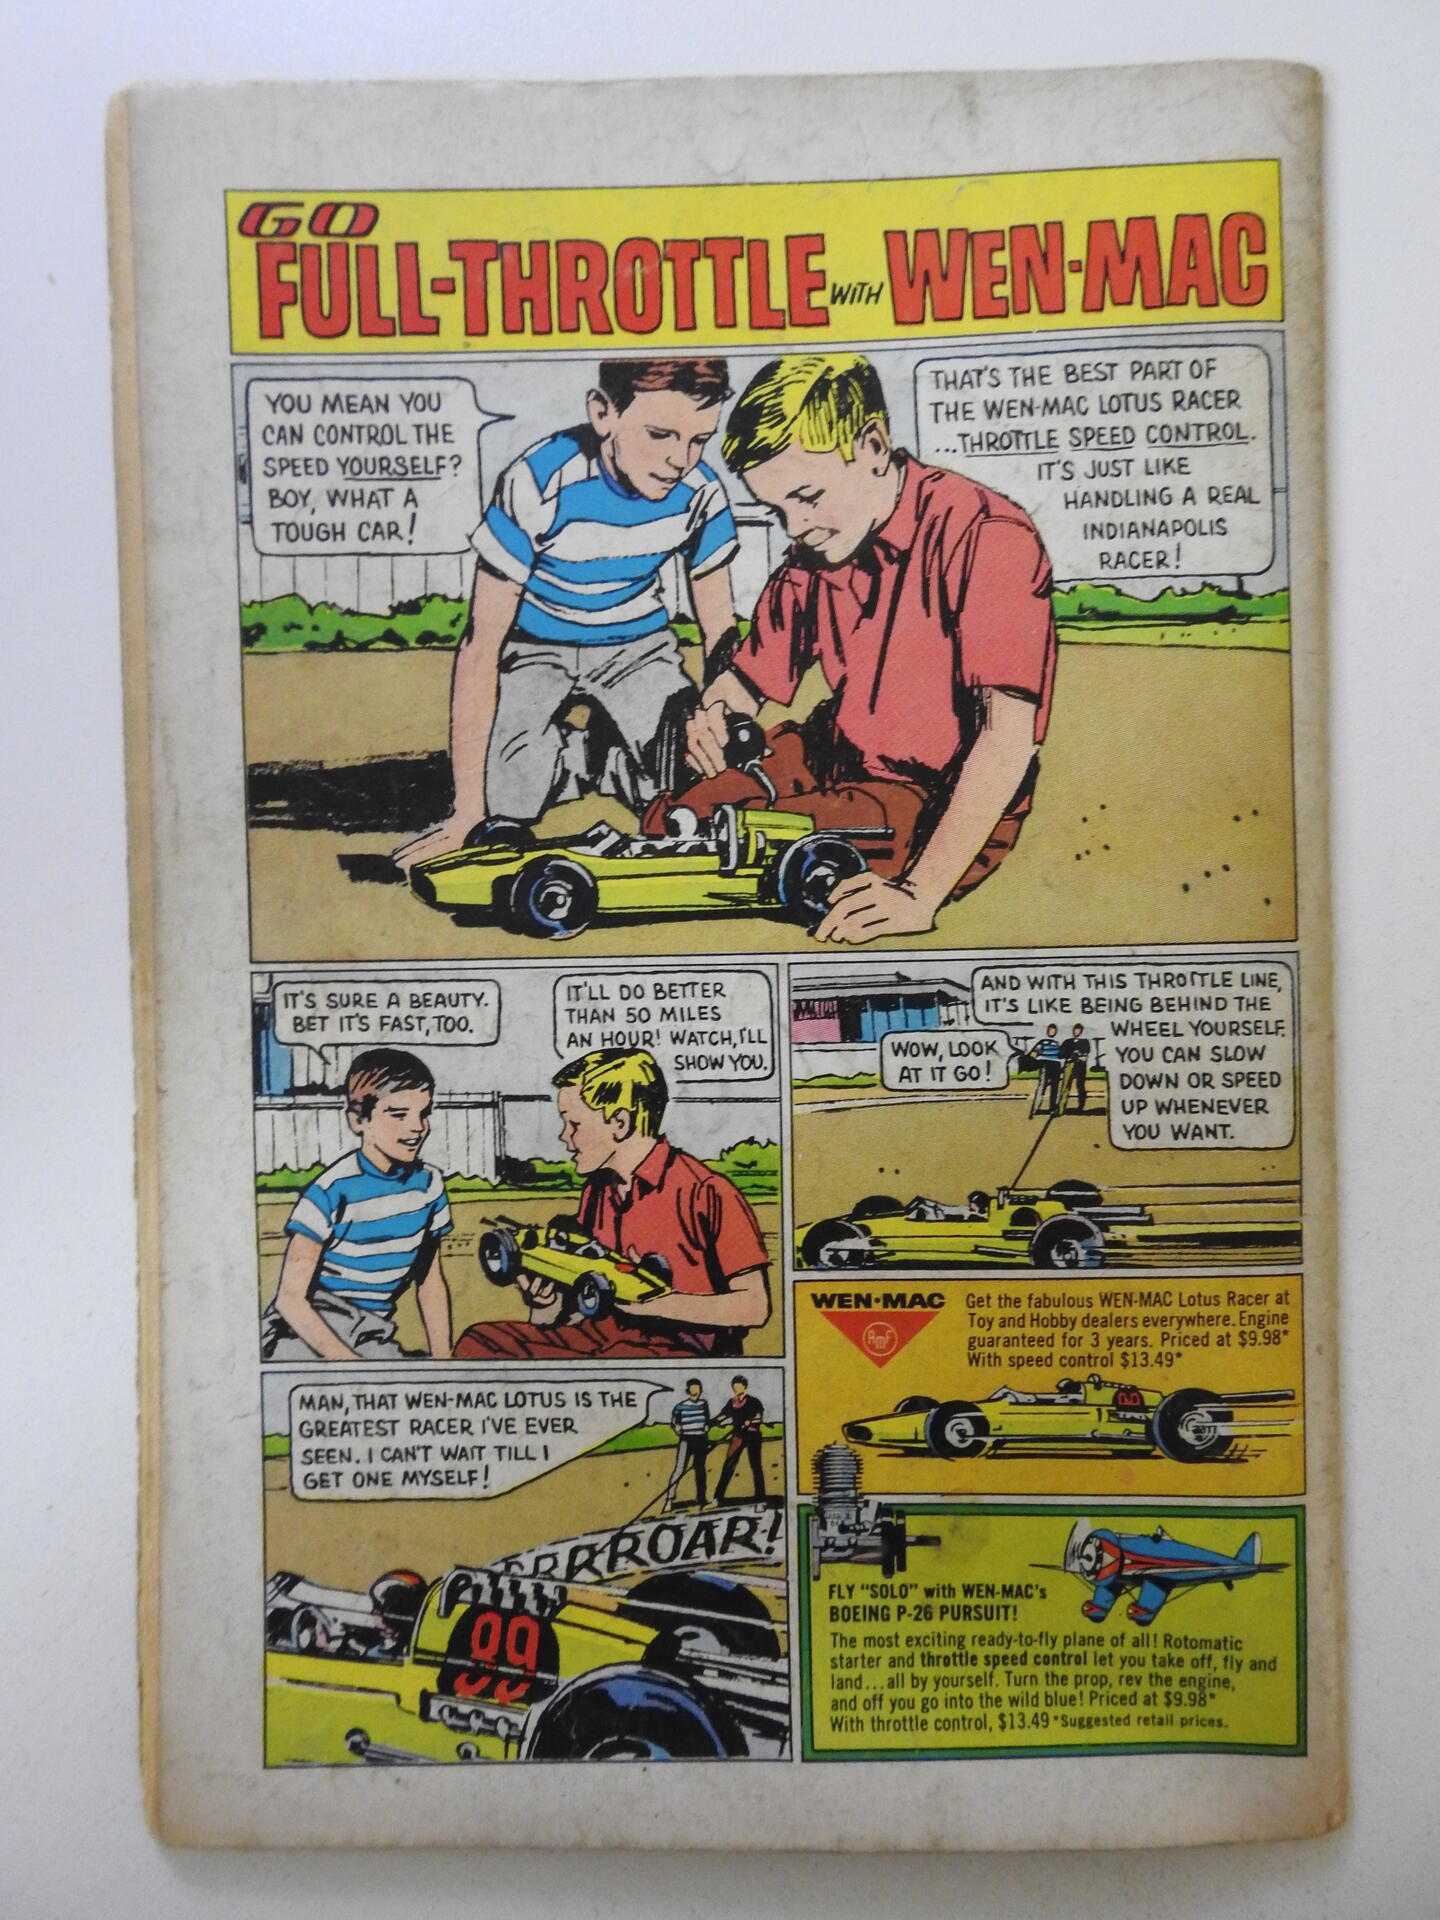 GO
FULL-THROTTLE WITH WEN-MAC
YOU MEAN YOU
CAN CONTROL THE
SPEED YOURSELF?
BOY, WHAT A
TOUGH CAR!
THAT'S THE BEST PART OF
THE WEN-MAC LOTUS RACER
...THROTTLE SPEED CONTROL.
IT'S JUST LIKE
HANDLING A REAL
INDIANAPOLIS
RACER!
IT'S SURE A BEAUTY.
BET IT'S FAST, TOO.
IT'LL DO BETTER
THAN 50 MILES
AN HOUR! WATCH, I'LL
SHOW YOU.
AND WITH THIS THROTTLE LINE,
IT'S LIKE BEING BEHIND THE
WHEEL YOURSELF.
YOU CAN SLOW
DOWN OR SPEED
UP WHENEVER
YOU WANT.
WOW, LOOK
AT IT GO!
MAN, THAT WEN-MAC LOTUS IS THE
GREATEST RACER I'VE EVER
SEEN. I CAN'T WAIT TILL I
GET ONE MYSELF!
RRRROAR!
99
WEN·MAC
AMF
Get the fabulous WEN-MAC Lotus Racer at
Toy and Hobby dealers everywhere. Engine
guaranteed for 3 years. Priced at $9.98*
With speed control $13.49*
FLY "SOLO" with WEN-MAC's
BOEING P-26 PURSUIT!
The most exciting ready-to-fly plane of all! Rotomatic
starter and throttle speed control let you take off, fly and
land...all by yourself. Turn the prop, rev the engine,
and off you go into the wild blue! Priced at $9.98*
With throttle control, $13.49 *Suggested retail prices.